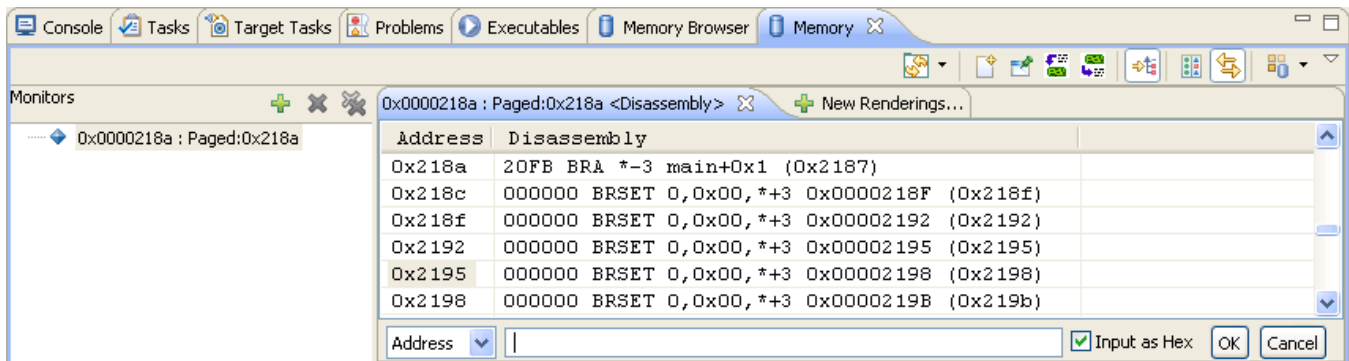 Console Tasks Target Tasks Problems Executables Memory Browser Memory
Monitors
0x0000218a : Paged:0x218a <Disassembly> New Renderings...
0x0000218a : Paged:0x218a
Address Disassembly
0x218a 20FB BRA *-3 main+0x1 (0x2187)
0x218c 000000 BRSET 0,0x00,*+3 0x0000218F (0x218f)
0x218f 000000 BRSET 0,0x00,*+3 0x00002192 (0x2192)
0x2192 000000 BRSET 0,0x00,*+3 0x00002195 (0x2195)
0x2195 000000 BRSET 0,0x00,*+3 0x00002198 (0x2198)
0x2198 000000 BRSET 0,0x00,*+3 0x0000219B (0x219b)
Address Input as Hex OK Cancel